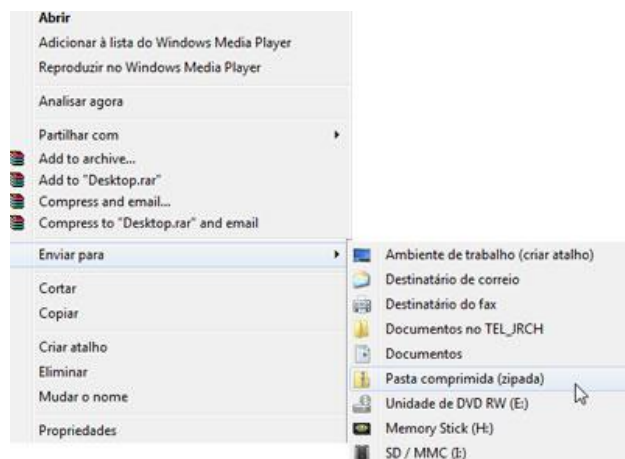 Abrir
Adicionar à lista do Windows Media Player
Reproduzir no Windows Media Player
Analisar agora
Partilhar com
Add to archive...
Add to "Desktop.rar"
Compress and email...
Compress to "Desktop.rar" and email
Enviar para
Cortar
Copiar
Criar atalho
Eliminar
Mudar o nome
Propriedades
Ambiente de trabalho (criar atalho)
Destinatário de correio
Destinatário do fax
Documentos no TEL_JRCH
Documentos
Pasta comprimida (zipada)
Unidade de DVD RW (E:)
Memory Stick (H:)
SD / MMC (I:)